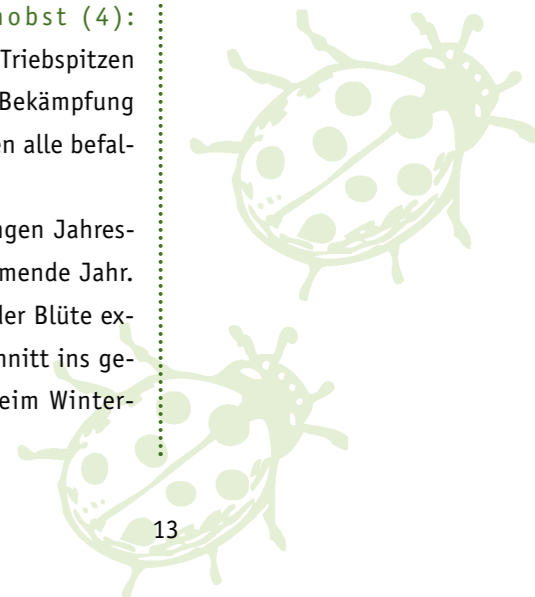 nobst (4):
Triebspitzen
Bekämpfung
en alle befal-
ngen Jahres-
mende Jahr.
der Blüte ex-
hnitt ins ge-
eim Winter-
13